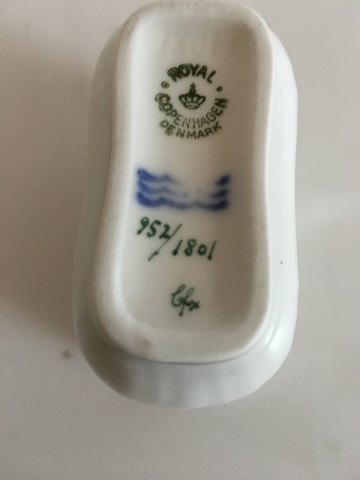 ROYAL
COPENHAGEN
DENMARK
952/1801